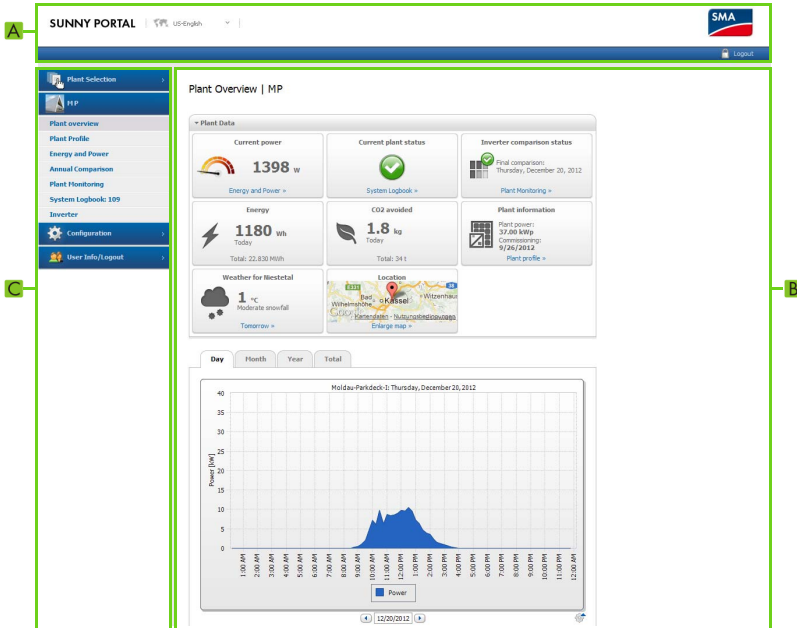 A
SUNNY PORTAL
US-English
SMA
Logout
C
Plant Selection
MP
Plant overview
Plant Profile
Energy and Power
Annual Comparison
Plant Monitoring
System Logbook: 109
Inverter
Configuration
User Info/Logout
B
Plant Overview | MP
Plant Data
Current power
1398 W
Energy and Power »
Current plant status
System Logbook »
Inverter comparison status
Final comparison:
Thursday, December 20, 2012
Plant Monitoring »
Energy
1180 Wh
Today
Total: 22.830 MWh
CO2 avoided
1.8 kg
Today
Total: 34 t
Plant information
Plant power:
37.00 kWp
Commissioning:
9/26/2012
Plant profile »
Weather for Niestetal
1 °C
Moderate snowfall
Tomorrow »
Location
E331
38
Bad
Wilhelmshöhe
Kassel
Witzenhaus
Google
Kartendaten - Nutzungsbedingungen
Enlarge map »
Day Month Year Total
Moldau-Parkdeck-I: Thursday, December 20, 2012
Power [kW]
40
35
30
25
20
15
10
5
0
1:00 AM 2:00 AM 3:00 AM 4:00 AM 5:00 AM 6:00 AM 7:00 AM 8:00 AM 9:00 AM 10:00 AM 11:00 AM 12:00 PM 1:00 PM 2:00 PM 3:00 PM 4:00 PM 5:00 PM 6:00 PM 7:00 PM 8:00 PM 9:00 PM 10:00 PM 11:00 PM 12:00 AM
Power
12/20/2012